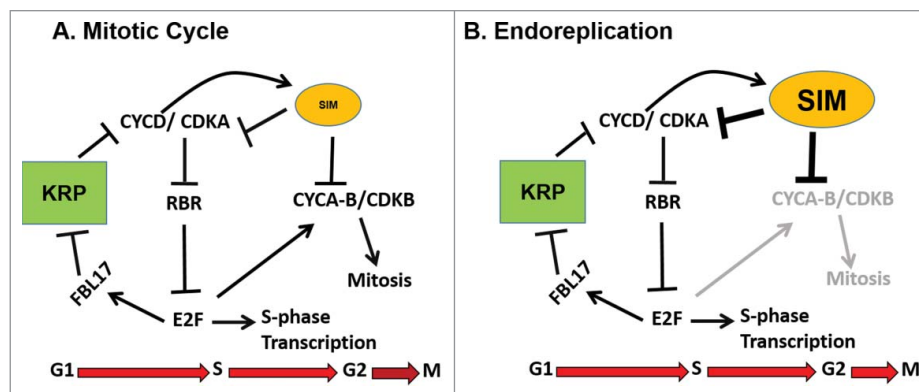 A. Mitotic Cycle
CYCD/ CDKA
SIM
KRP
RBR
CYCA-B/CDKB
FBL17
Mitosis
E2F
S-phase
Transcription
G1 S G2 M
B. Endoreplication
CYCD/ CDKA
SIM
KRP
RBR
CYCA-B/CDKB
FBL17
Mitosis
E2F
S-phase
Transcription
G1 S G2 M